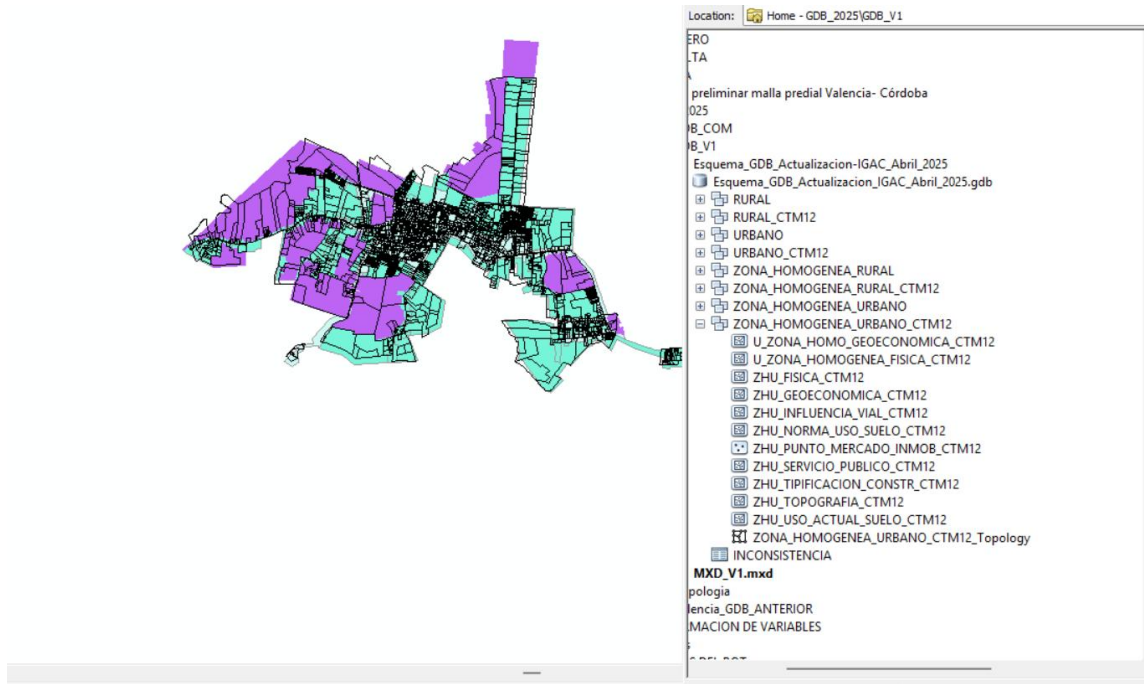 Location: Home - GDB_2025\GDB_V1
ERO
LTA
preliminar malla predial Valencia- Córdoba
025
DB_COM
DB_V1
Esquema_GDB_Actualizacion-IGAC_Abril_2025
Esquema_GDB_Actualizacion_IGAC_Abril_2025.gdb
RURAL
RURAL_CTM12
URBANO
URBANO_CTM12
ZONA_HOMOGENEA_RURAL
ZONA_HOMOGENEA_RURAL_CTM12
ZONA_HOMOGENEA_URBANO
ZONA_HOMOGENEA_URBANO_CTM12
U_ZONA_HOMO_GEOECONOMICA_CTM12
U_ZONA_HOMOGENEA_FISICA_CTM12
ZHU_FISICA_CTM12
ZHU_GEOECONOMICA_CTM12
ZHU_INFLUENCIA_VIAL_CTM12
ZHU_NORMA_USO_SUELO_CTM12
ZHU_PUNTO_MERCADO_INMOB_CTM12
ZHU_SERVICIO_PUBLICO_CTM12
ZHU_TIPIFICACION_CONSTR_CTM12
ZHU_TOPOGRAFIA_CTM12
ZHU_USO_ACTUAL_SUELO_CTM12
ZONA_HOMOGENEA_URBANO_CTM12_Topology
INCONSISTENCIA
MXD_V1.mxd
pologia
lencia_GDB_ANTERIOR
MACION DE VARIABLES